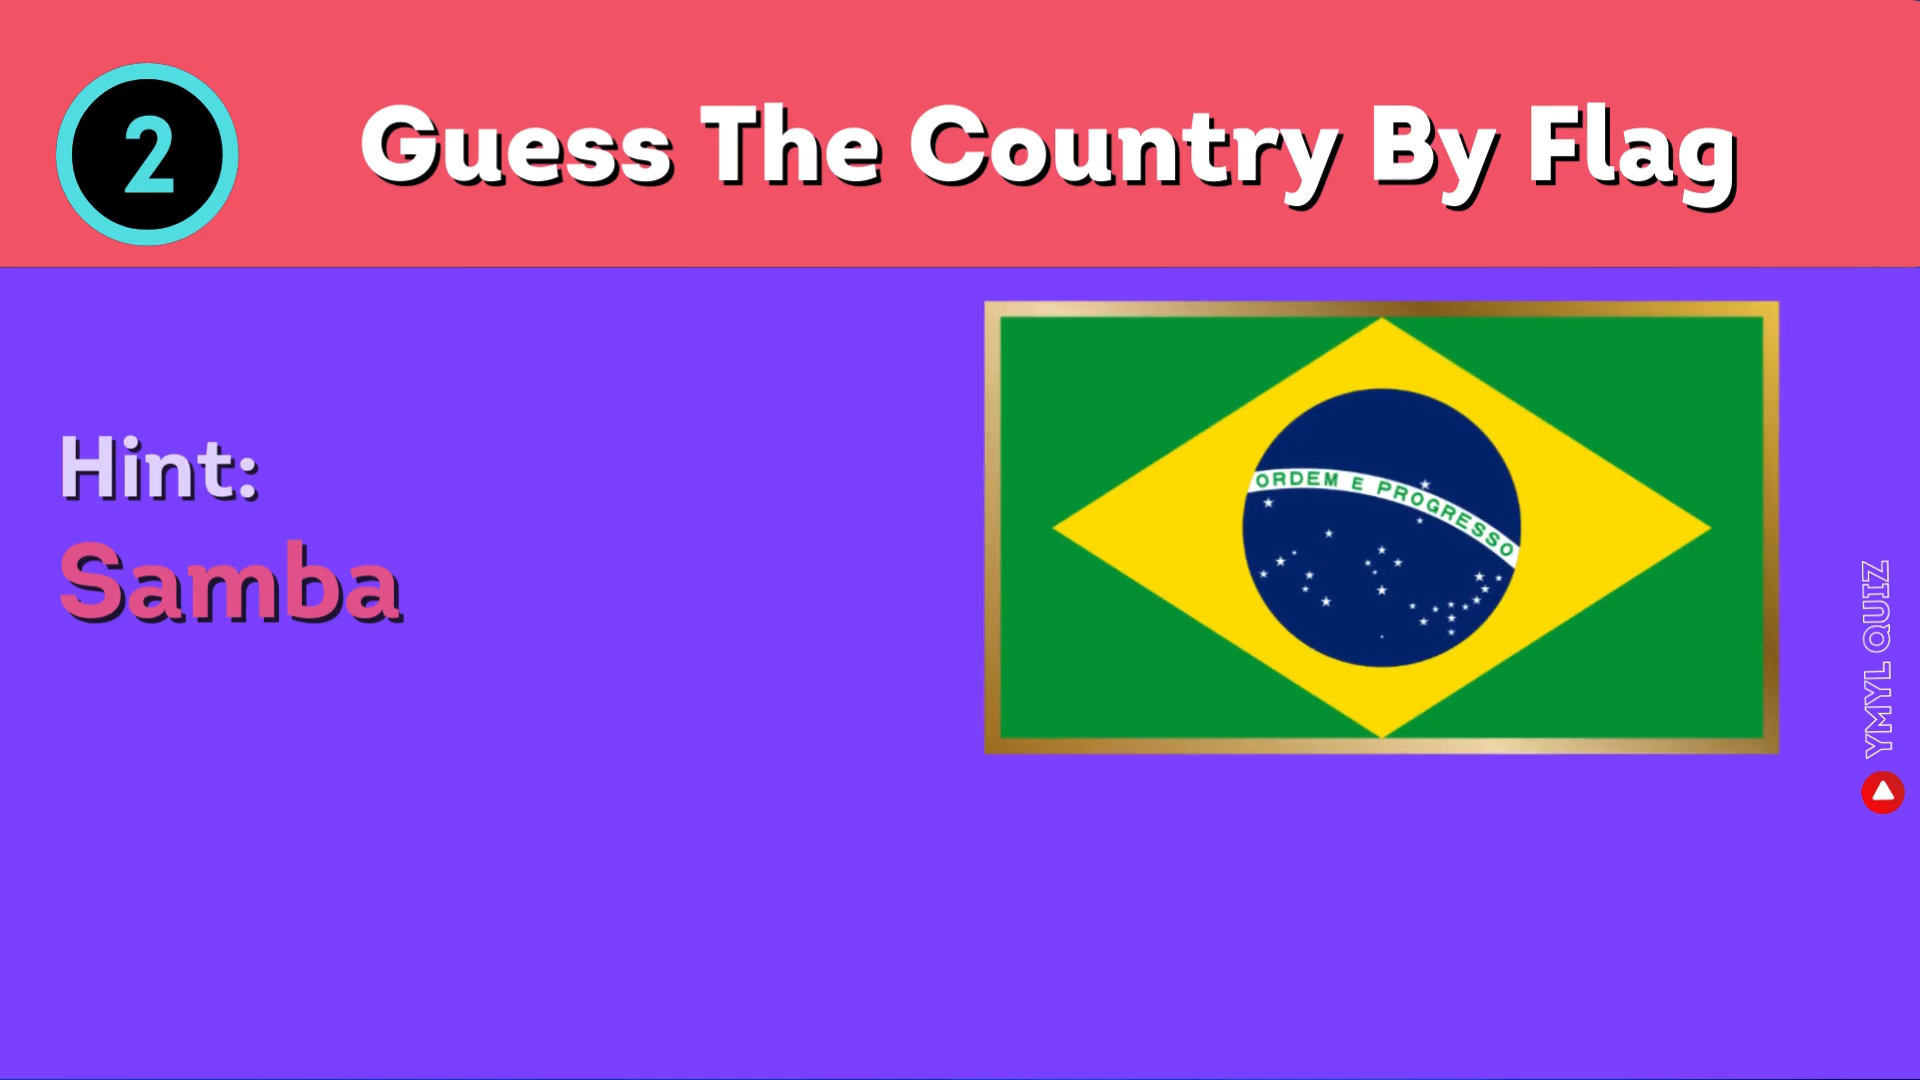 2
Guess The Country By Flag
Hint:
Samba
ORDEM E PROGRESSO
YMYL QUIZ